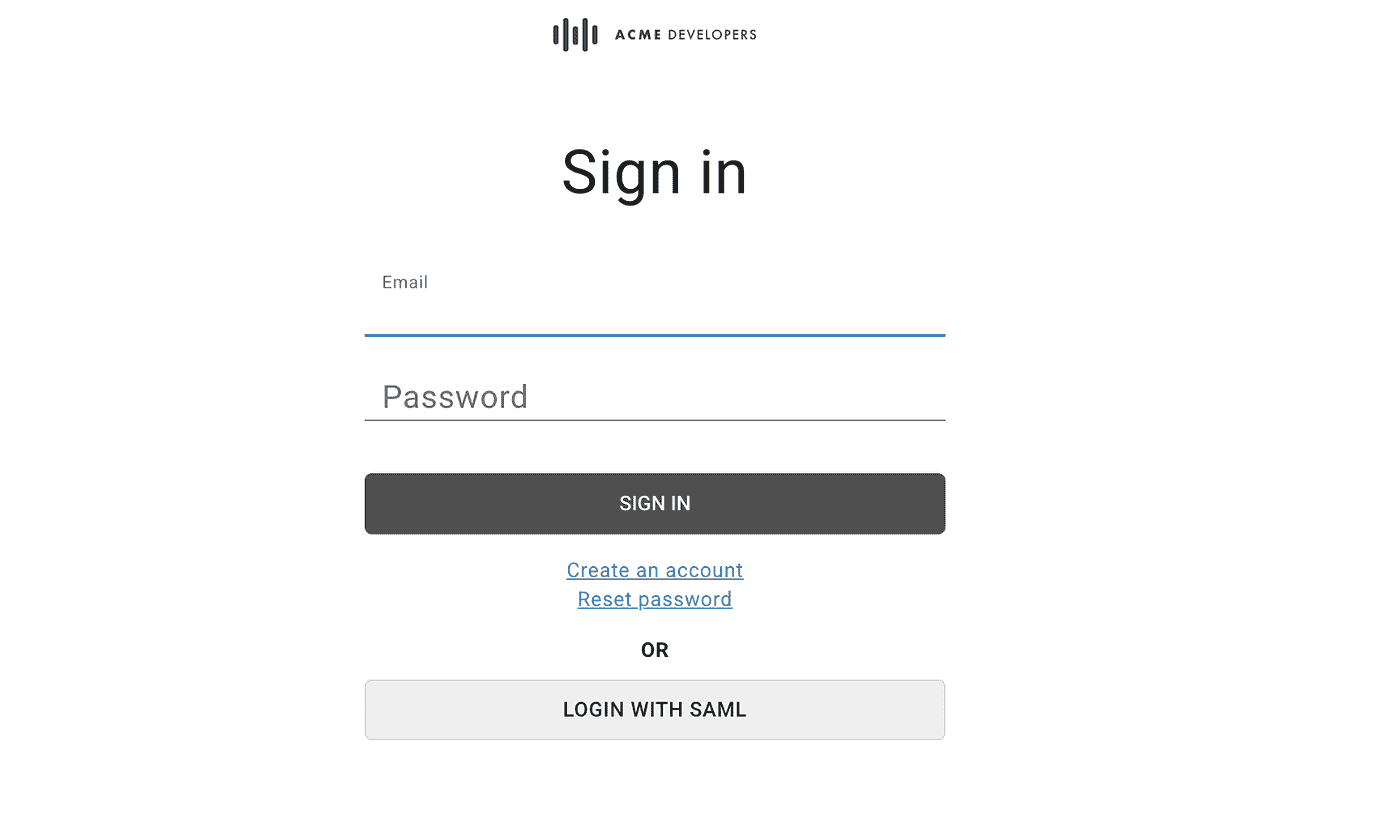 ACME DEVELOPERS
Sign in
Email
Password
SIGN IN
Create an account
Reset password
OR
LOGIN WITH SAML